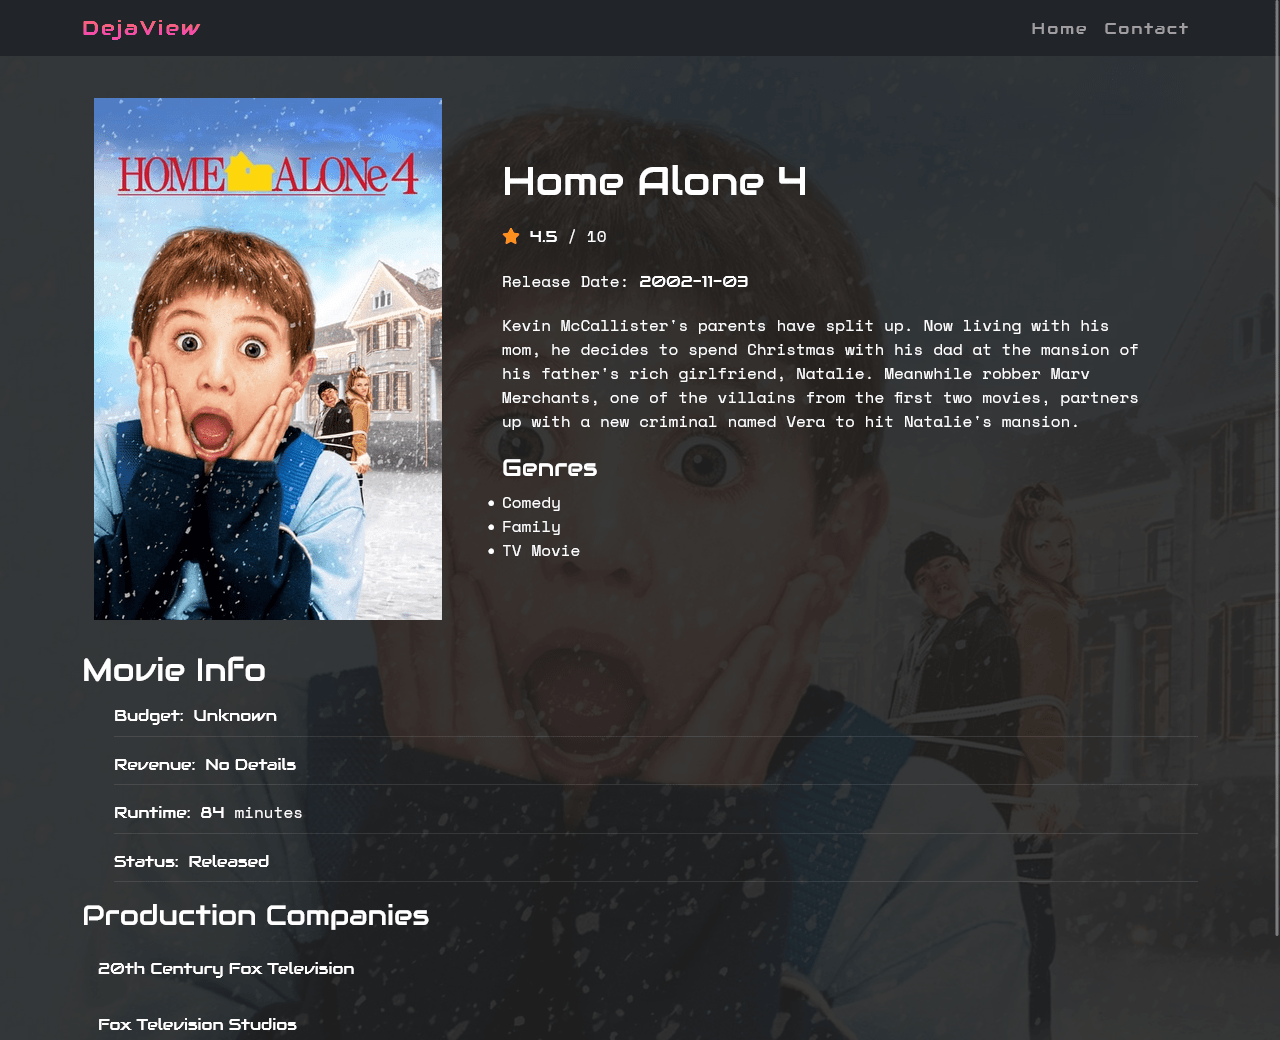 DejaView
Home Contact
HOME ALONe 4
Home Alone 4
4.5 / 10
Release Date: 2002-11-03
Kevin McCallister's parents have split up. Now living with his
mom, he decides to spend Christmas with his dad at the mansion of
his father's rich girlfriend, Natalie. Meanwhile robber Marv
Merchants, one of the villains from the first two movies, partners
up with a new criminal named Vera to hit Natalie's mansion.
Genres
• Comedy
• Family
• TV Movie
Movie Info
Budget: Unknown
Revenue: No Details
Runtime: 84 minutes
Status: Released
Production Companies
20th Century Fox Television
Fox Television Studios